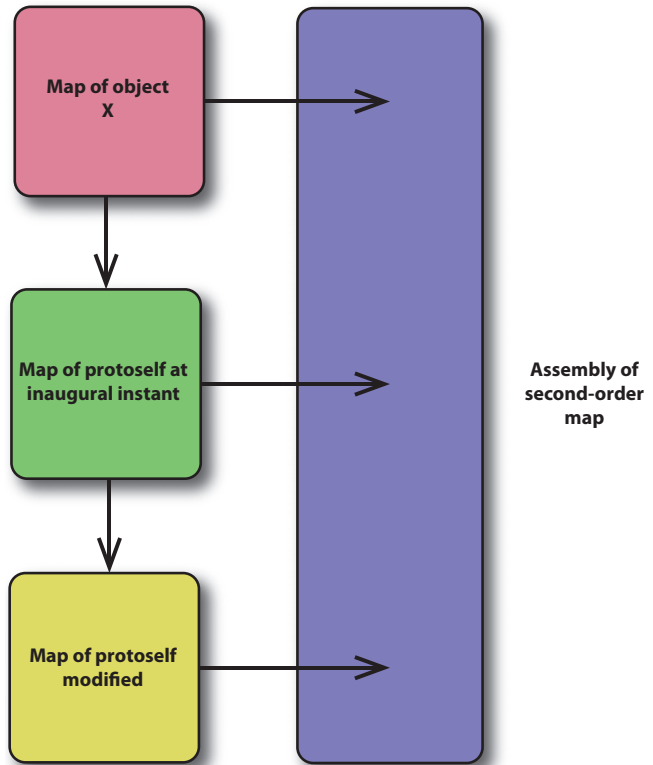 Map of object
X
Map of protoself at
inaugural instant
Assembly of
second-order
map
Map of protoself
modified